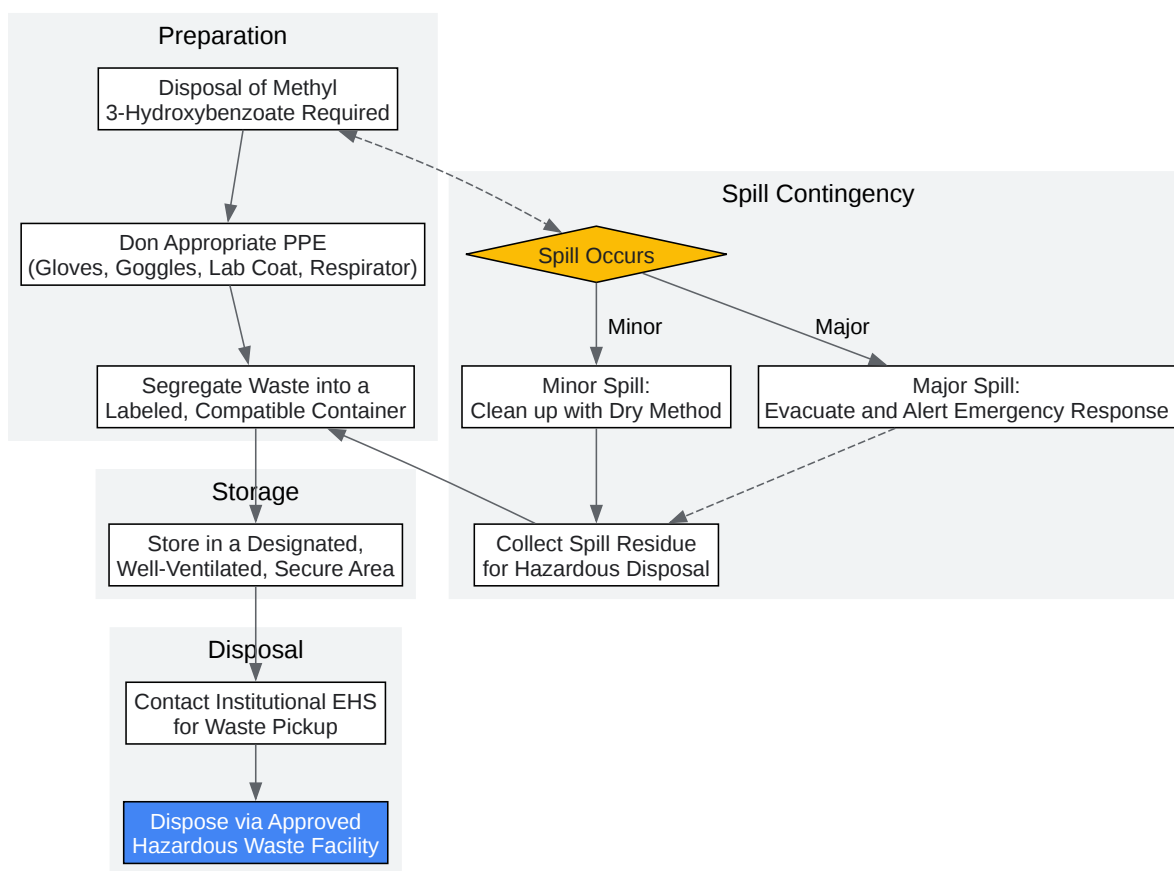 Preparation
Disposal of Methyl
3-Hydroxybenzoate Required
Don Appropriate PPE
(Gloves, Goggles, Lab Coat, Respirator)
Segregate Waste into a
Labeled, Compatible Container
Spill Contingency
Spill Occurs
Minor
Major
Minor Spill:
Clean up with Dry Method
Major Spill:
Evacuate and Alert Emergency Response
Collect Spill Residue
for Hazardous Disposal
Storage
Store in a Designated,
Well-Ventilated, Secure Area
Disposal
Contact Institutional EHS
for Waste Pickup
Dispose via Approved
Hazardous Waste Facility